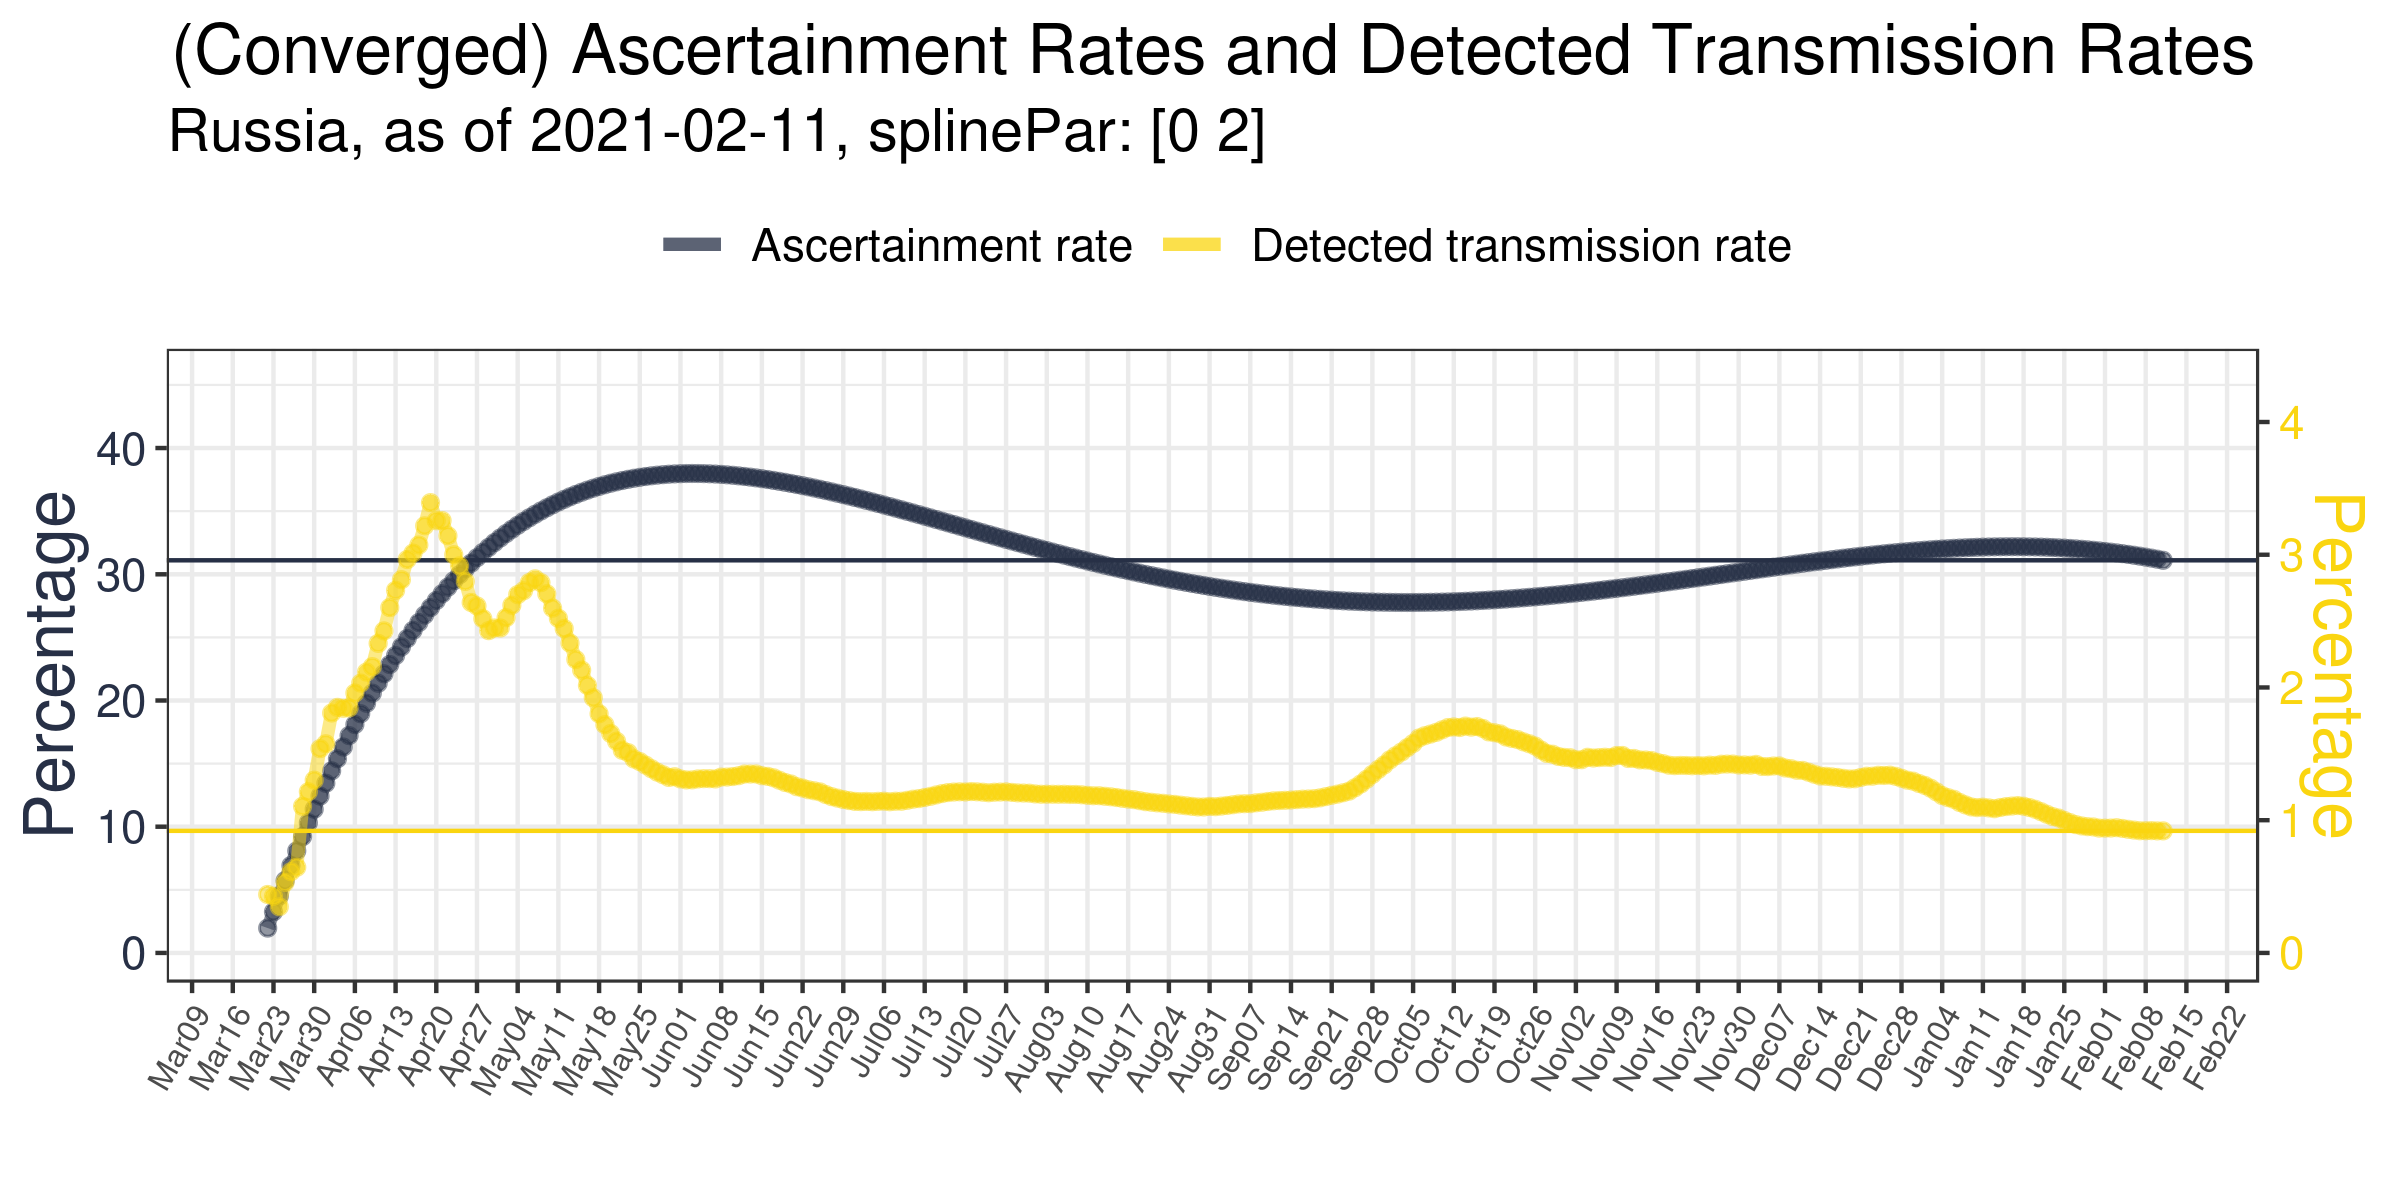 (Converged) Ascertainment Rates and Detected Transmission Rates
Russia, as of 2021-02-11, splinePar: [0 2]
Ascertainment rate Detected transmission rate
Percentage
40
30
20
10
0
4
3
2
1
0
Percentage
Mar09 Mar16 Mar23 Mar30 Apr06 Apr13 Apr20 Apr27 May04 May11 May18 May25 Jun01 Jun08 Jun15 Jun22 Jun29 Jul06 Jul13 Jul20 Jul27 Aug03 Aug10 Aug17 Aug24 Aug31 Sep07 Sep14 Sep21 Sep28 Oct05 Oct12 Oct19 Oct26 Nov02 Nov09 Nov16 Nov23 Nov30 Dec07 Dec14 Dec21 Dec28 Jan04 Jan11 Jan18 Jan25 Feb01 Feb08 Feb15 Feb22